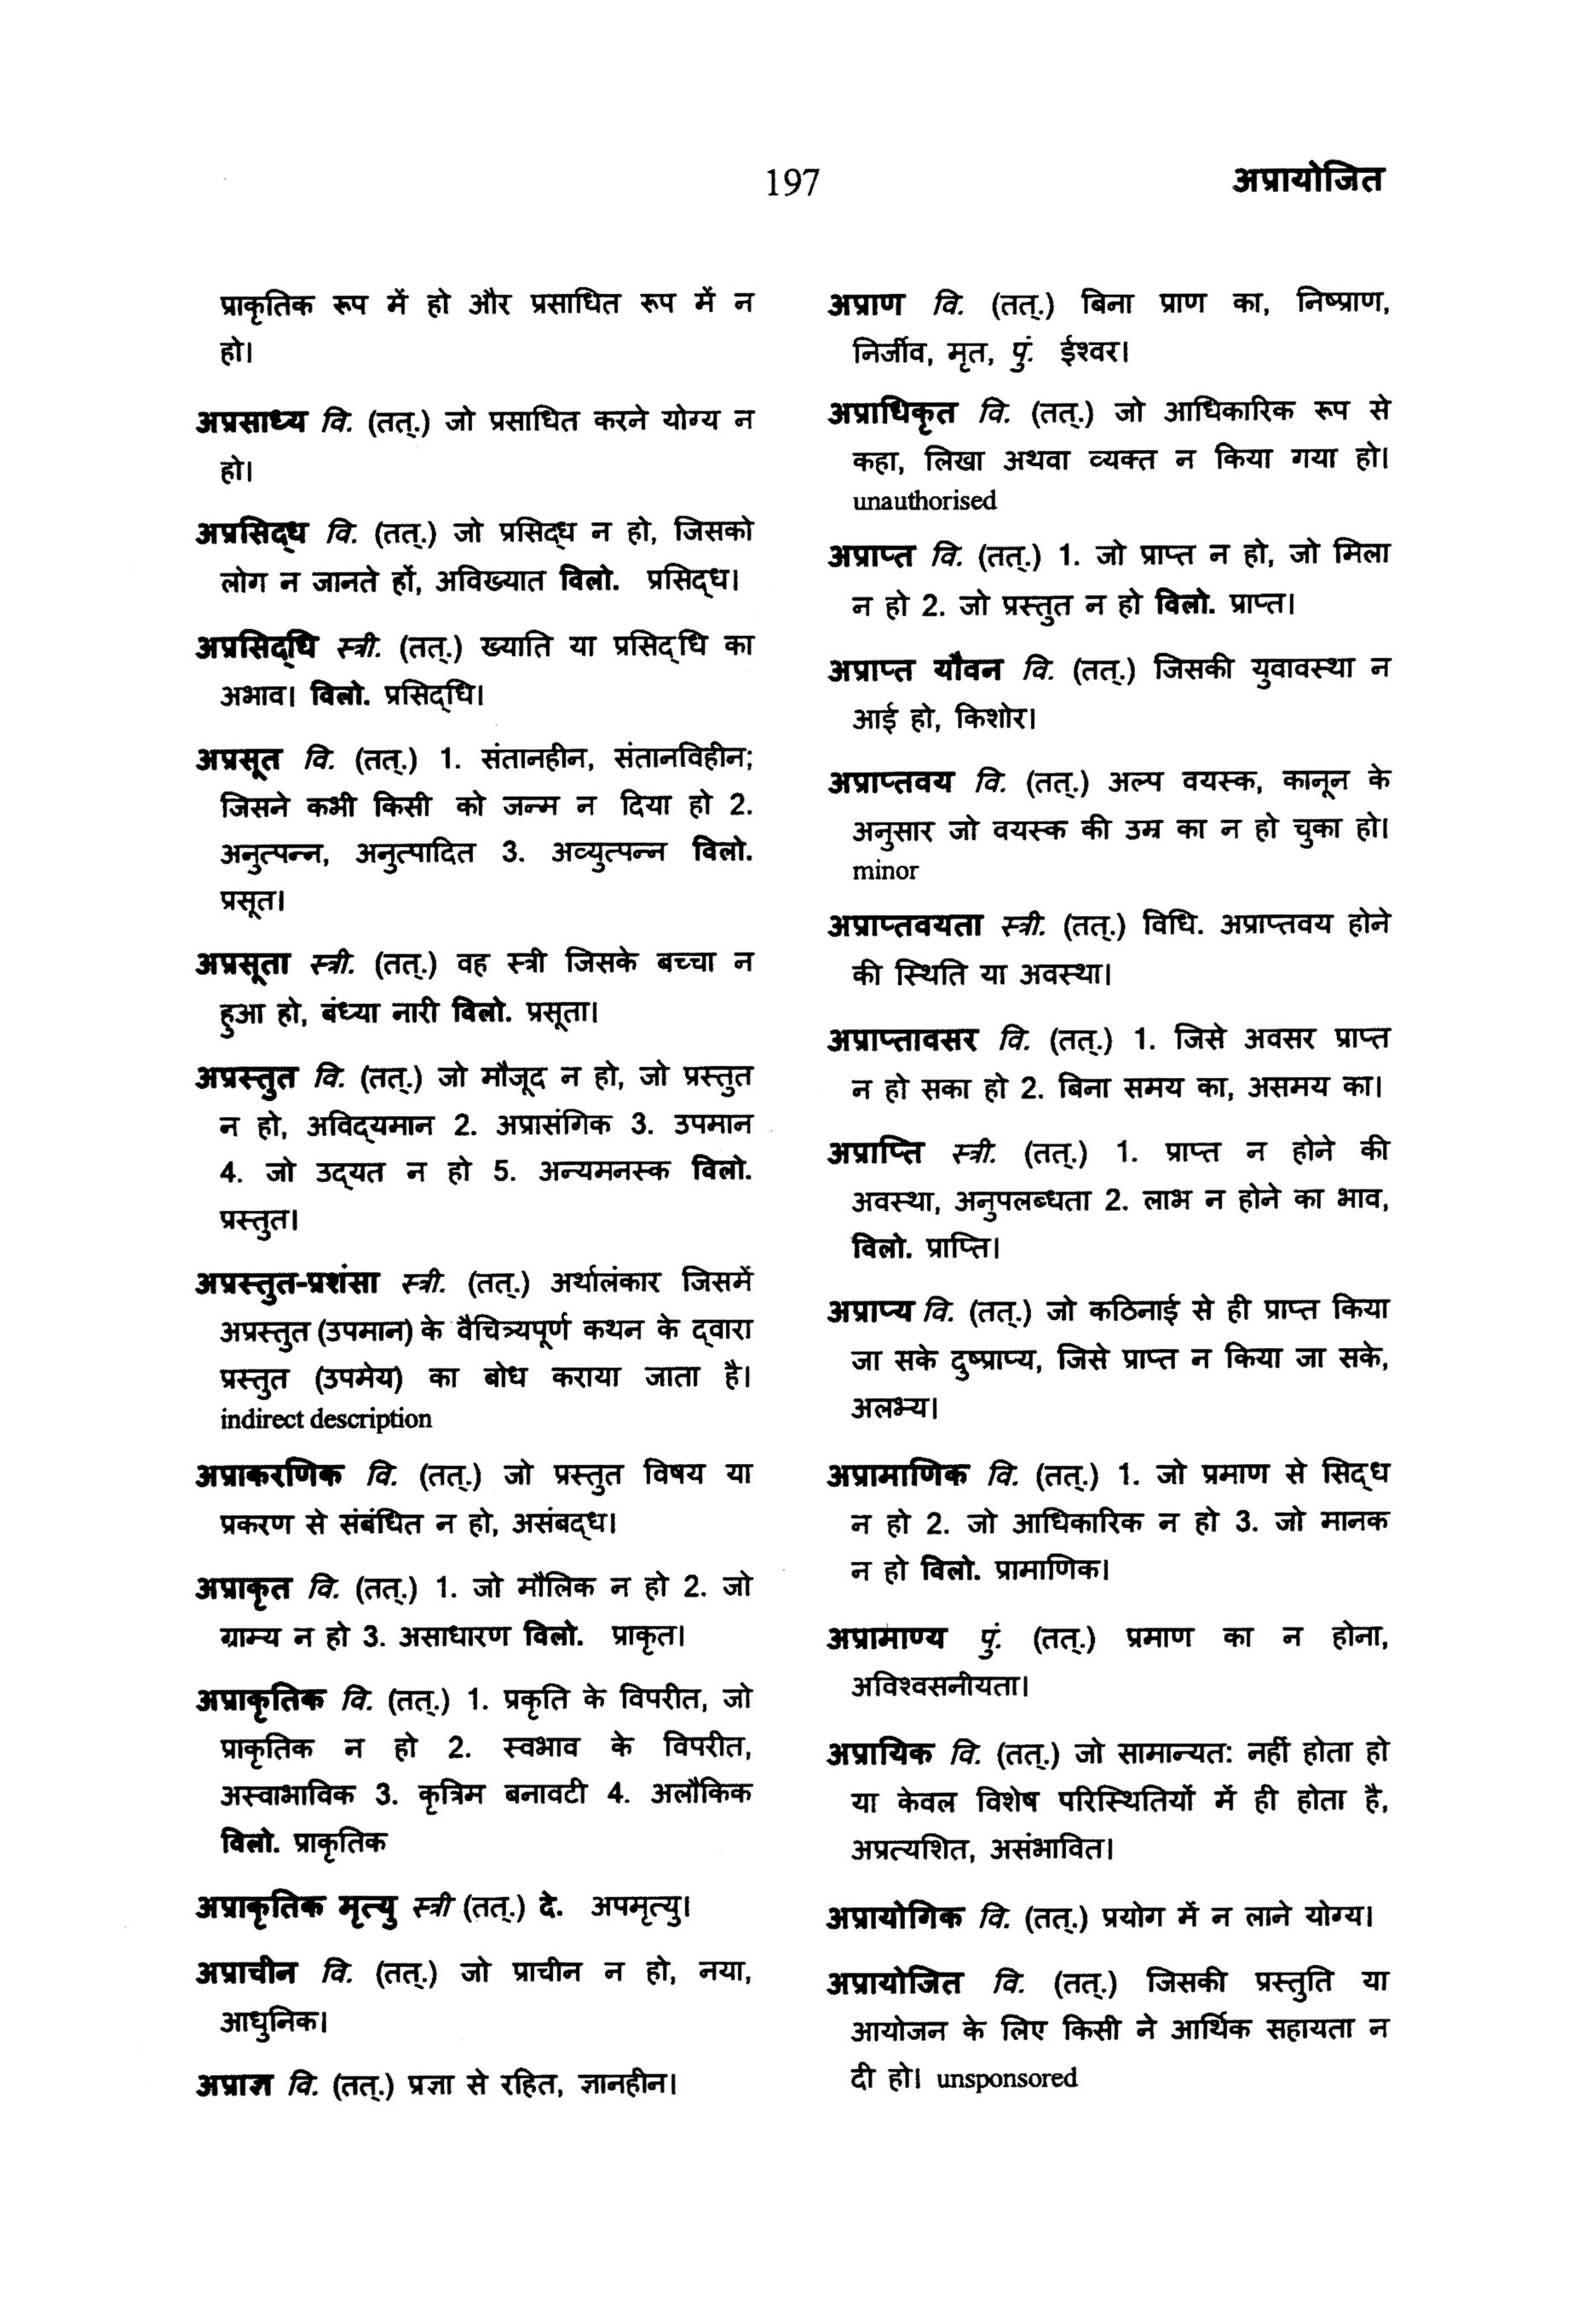 197
अप्रायोजित
प्राकृतिक रूप में हो और प्रसाधित रूप में न
हो।
अप्रसाध्य वि. (तत्.) जो प्रसाधित करने योग्य न
हो।
अप्रसिद्ध वि. (तत्.) जो प्रसिद्ध न हो, जिसको
लोग न जानते हों, अविख्यात विलो. प्रसिद्ध।
अप्रसिद्धि स्त्री. (तत्.) ख्याति या प्रसिद्धि का
अभाव। विलो. प्रसिद्धि।
अप्रसूत वि. (तत्.) 1. संतानहीन, संतानविहीन;
जिसने कभी किसी को जन्म न दिया हो 2.
अनुत्पन्न, अनुत्पादित 3. अव्युत्पन्न विलो.
प्रसूत।
अप्रसूता स्त्री. (तत्.) वह स्त्री जिसके बच्चा न
हुआ हो, बंध्या नारी विलो. प्रसूता।
अप्रस्तुत वि. (तत्.) जो मौजूद न हो, जो प्रस्तुत
न हो, अविद्यमान 2. अप्रासंगिक 3. उपमान
4. जो उद्यत न हो 5. अन्यमनस्क विलो.
प्रस्तुत।
अप्रस्तुत-प्रशंसा स्त्री. (तत्.) अर्थालंकार जिसमें
अप्रस्तुत (उपमान) के वैचित्र्यपूर्ण कथन के द्वारा
प्रस्तुत (उपमेय) का बोध कराया जाता है।
indirect description
अप्राकरणिक वि. (तत्.) जो प्रस्तुत विषय या
प्रकरण से संबंधित न हो, असंबद्ध।
अप्राकृत वि. (तत्.) 1. जो मौलिक न हो 2. जो
ग्राम्य न हो 3. असाधारण विलो. प्राकृत।
अप्राकृतिक वि. (तत्.) 1. प्रकृति के विपरीत, जो
प्राकृतिक न हो 2. स्वभाव के विपरीत,
अस्वाभाविक 3. कृत्रिम बनावटी 4. अलौकिक
विलो. प्राकृतिक
अप्राकृतिक मृत्यु स्त्री (तत्.) दे. अपमृत्यु।
अप्राचीन वि. (तत्.) जो प्राचीन न हो, नया,
आधुनिक।
अप्राज्ञ वि. (तत्.) प्रज्ञा से रहित, ज्ञानहीन।
अप्राण वि. (तत्.) बिना प्राण का, निष्प्राण,
निर्जीव, मृत, पुं. ईश्वर।
अप्राधिकृत वि. (तत्.) जो आधिकारिक रूप से
कहा, लिखा अथवा व्यक्त न किया गया हो।
unauthorised
अप्राप्त वि. (तत्.) 1. जो प्राप्त न हो, जो मिला
न हो 2. जो प्रस्तुत न हो विलो. प्राप्त।
अप्राप्त यौवन वि. (तत्.) जिसकी युवावस्था न
आई हो, किशोर।
अप्राप्तवय वि. (तत्.) अल्प वयस्क, कानून के
अनुसार जो वयस्क की उम्र का न हो चुका हो।
minor
अप्राप्तवयता स्त्री. (तत्.) विधि. अप्राप्तवय होने
की स्थिति या अवस्था।
अप्राप्तावसर वि. (तत्.) 1. जिसे अवसर प्राप्त
न हो सका हो 2. बिना समय का, असमय का।
अप्राप्ति स्त्री. (तत्.) 1. प्राप्त न होने की
अवस्था, अनुपलब्धता 2. लाभ न होने का भाव,
विलो. प्राप्ति।
अप्राप्य वि. (तत्.) जो कठिनाई से ही प्राप्त किया
जा सके दुष्प्राप्य, जिसे प्राप्त न किया जा सके,
अलभ्य।
अप्रामाणिक वि. (तत्.) 1. जो प्रमाण से सिद्ध
न हो 2. जो आधिकारिक न हो 3. जो मानक
न हो विलो. प्रामाणिक।
अप्रामाण्य पुं. (तत्.) प्रमाण का न होना,
अविश्वसनीयता।
अप्रायिक वि. (तत्.) जो सामान्यत: नहीं होता हो
या केवल विशेष परिस्थितियों में ही होता है,
अप्रत्यशित, असंभावित।
अप्रायोगिक वि. (तत्.) प्रयोग में न लाने योग्य।
अप्रायोजित वि. (तत्.) जिसकी प्रस्तुति या
आयोजन के लिए किसी ने आर्थिक सहायता न
दी हो। unsponsored